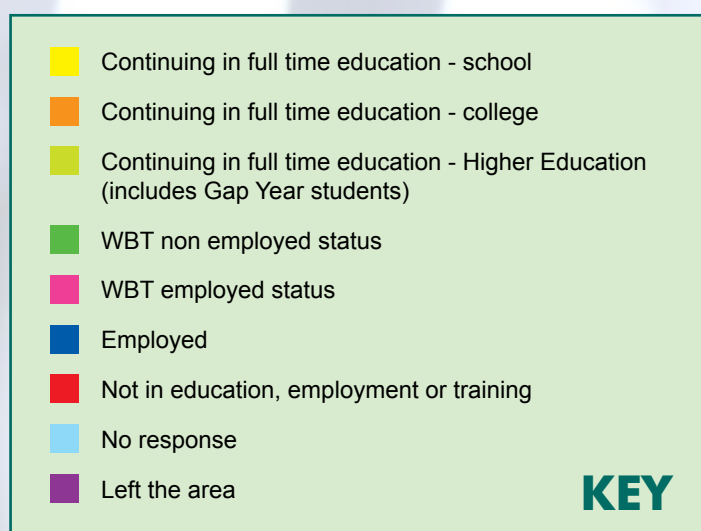 Continuing in full time education - school
Continuing in full time education - college
Continuing in full time education - Higher Education
(includes Gap Year students)
WBT non employed status
WBT employed status
Employed
Not in education, employment or training
No response
Left the area
KEY